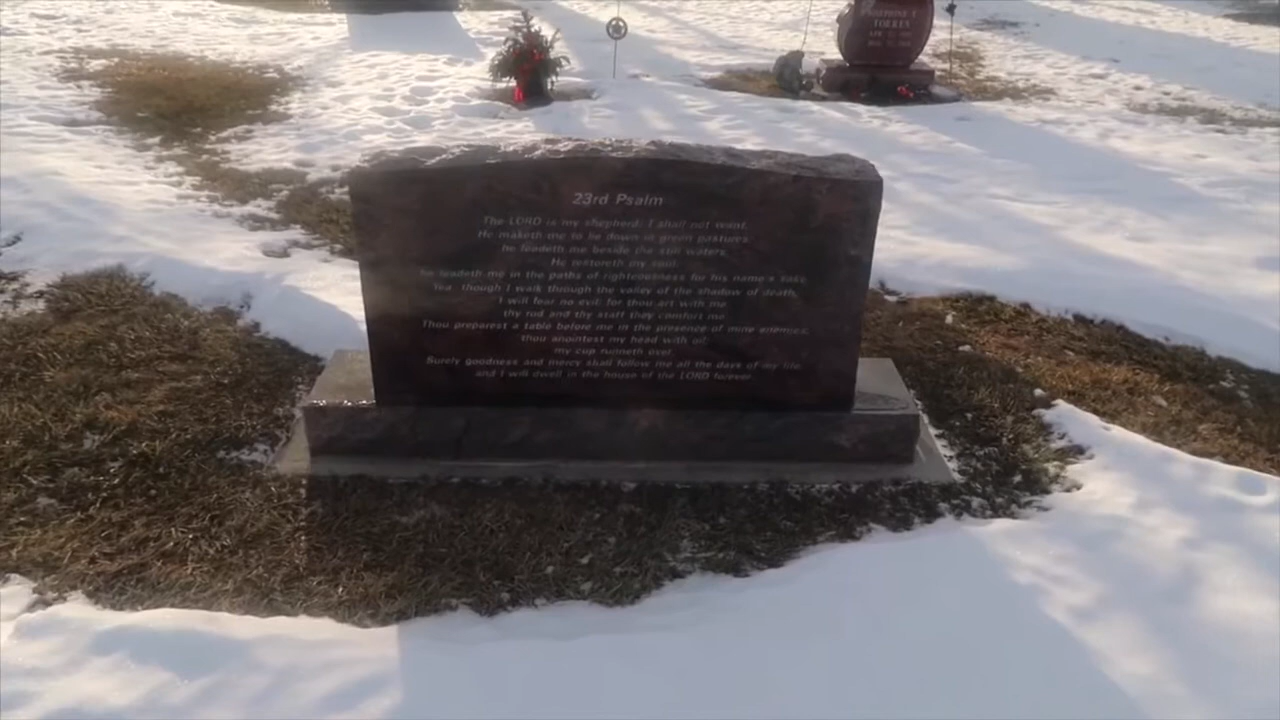 TORREX
23rd Psalm
The LORD is my shepherd; I shall not want.
He maketh me to lie down in green pastures
he leadeth me beside the still waters.
He restoreth my soul:
he leadeth me in the paths of righteousness for his name's sake.
Yea, though I walk through the valley of the shadow of death,
I will fear no evil: for thou art with me
thy rod and thy staff they comfort me
Thou preparest a table before me in the presence of mine enemies:
thou anointest my head with oil;
my cup runneth over.
Surely goodness and mercy shall follow me all the days of my life:
and I will dwell in the house of the LORD forever.